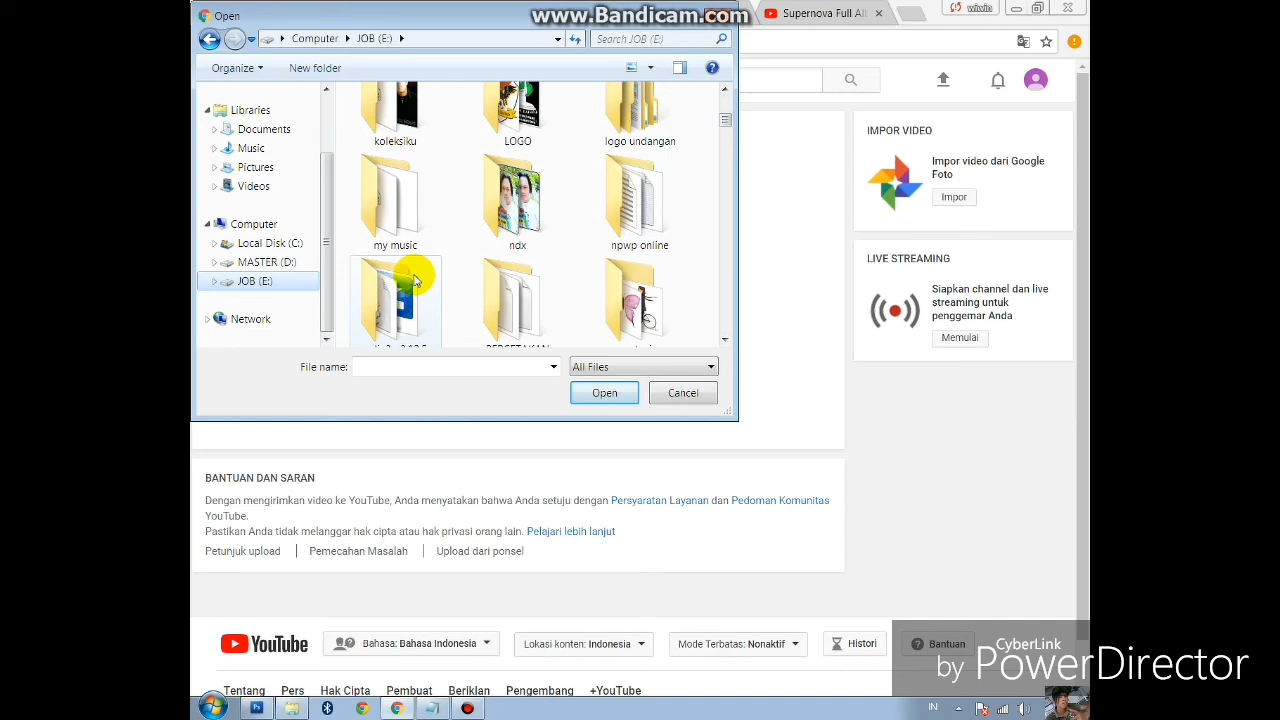 Open
www.Bandicam.com
Supernova Full Al
wiwin
Computer
JOB (E:)
Search JOB (E:)
Organize
New folder
Libraries
Documents
Music
Pictures
Videos
Computer
Local Disk (C:)
MASTER (D:)
JOB (E:)
Network
koleksiku
LOGO
logo undangan
my music
ndx
npwp online
PERCETAKAN
File name:
All Files
Open
Cancel
IMPOR VIDEO
Impor video dari Google
Foto
Impor
LIVE STREAMING
Siapkan channel dan live
streaming untuk
penggemar Anda
Memulai
BANTUAN DAN SARAN
Dengan mengirimkan video ke YouTube, Anda menyatakan bahwa Anda setuju dengan Persyaratan Layanan dan Pedoman Komunitas
YouTube.
Pastikan Anda tidak melanggar hak cipta atau hak privasi orang lain. Pelajari lebih lanjut
Petunjuk upload
Pemecahan Masalah
Upload dari ponsel
YouTube
Bahasa: Bahasa Indonesia
Lokasi konten: Indonesia
Mode Terbatas: Nonaktif
Histori
Bantuan
Tentang
Pers
Hak Cipta
Pembuat
Beriklan
Pengembang
+YouTube
CyberLink
by PowerDirector
IN